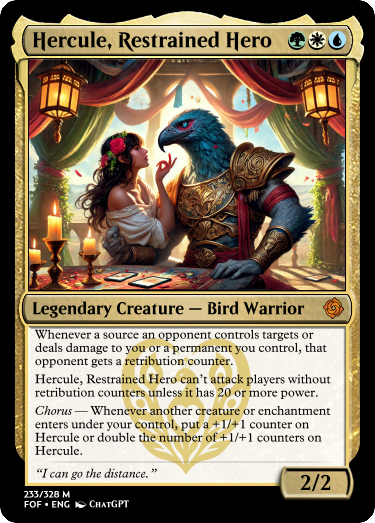 Hercule, Restrained Hero
Legendary Creature — Bird Warrior
Whenever a source an opponent controls targets or
deals damage to you or a permanent you control, that
opponent gets a retribution counter.
Hercule, Restrained Hero can't attack players without
retribution counters unless it has 20 or more power.
Chorus — Whenever another creature or enchantment
enters under your control, put a +1/+1 counter on
Hercule or double the number of +1/+1 counters on
Hercule.
“I can go the distance.”
2/2
233/328 M
FOF • ENG ChatGPT